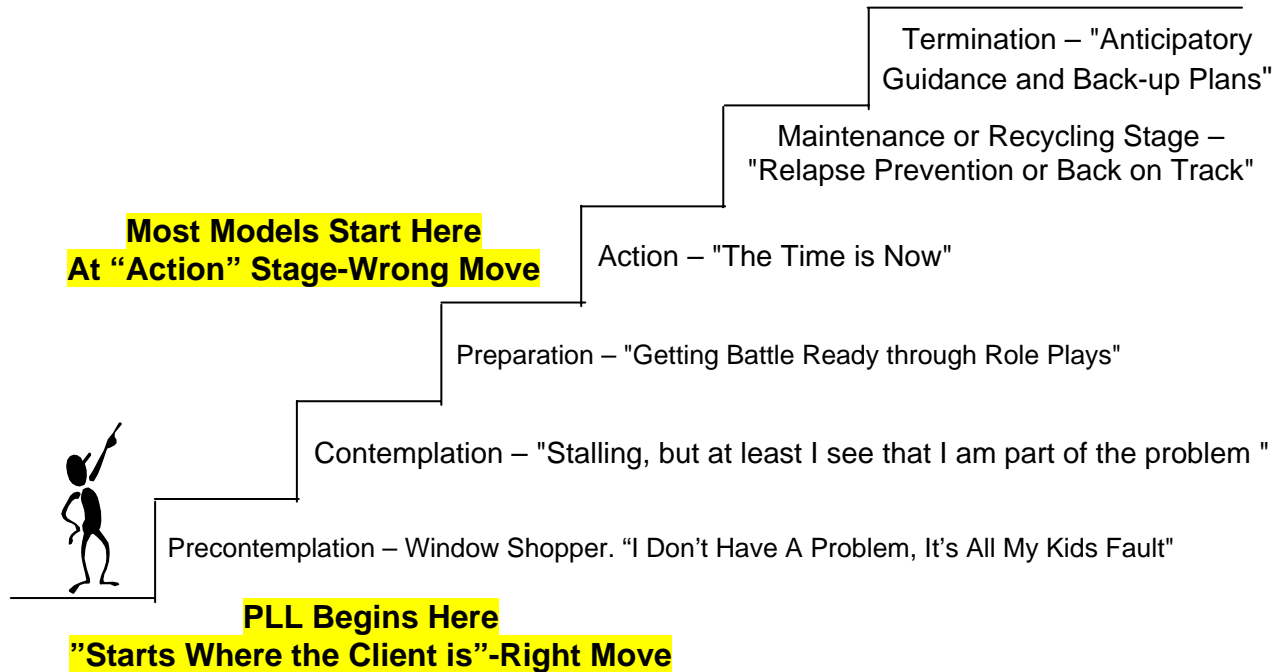 Termination – "Anticipatory
Guidance and Back-up Plans"
Maintenance or Recycling Stage –
"Relapse Prevention or Back on Track"
Most Models Start Here
At “Action” Stage-Wrong Move
Action – "The Time is Now"
Preparation – "Getting Battle Ready through Role Plays"
Contemplation – "Stalling, but at least I see that I am part of the problem "
Precontemplation – Window Shopper. “I Don’t Have A Problem, It’s All My Kids Fault"
PLL Begins Here
”Starts Where the Client is”-Right Move